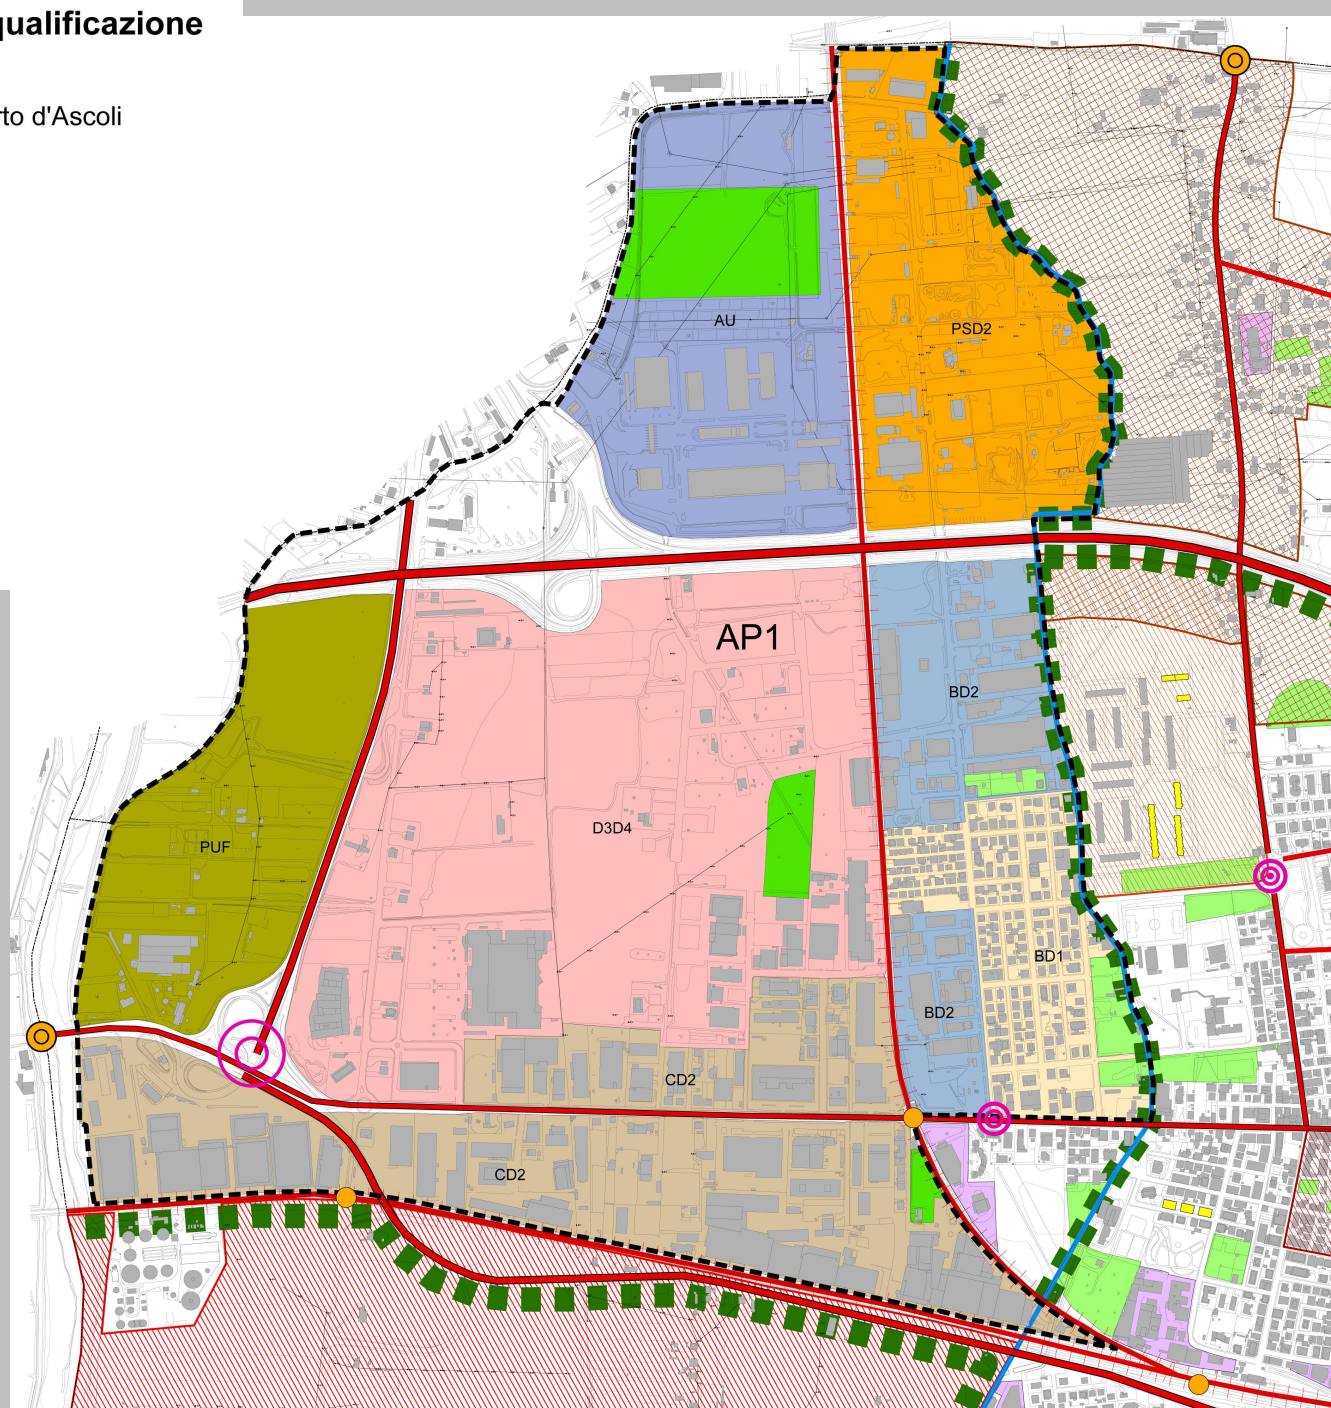 qualificazione
rto d'Ascoli
AU
PSD2
AP1
BD2
D3D4
PUF
BD1
BD2
CD2
CD2